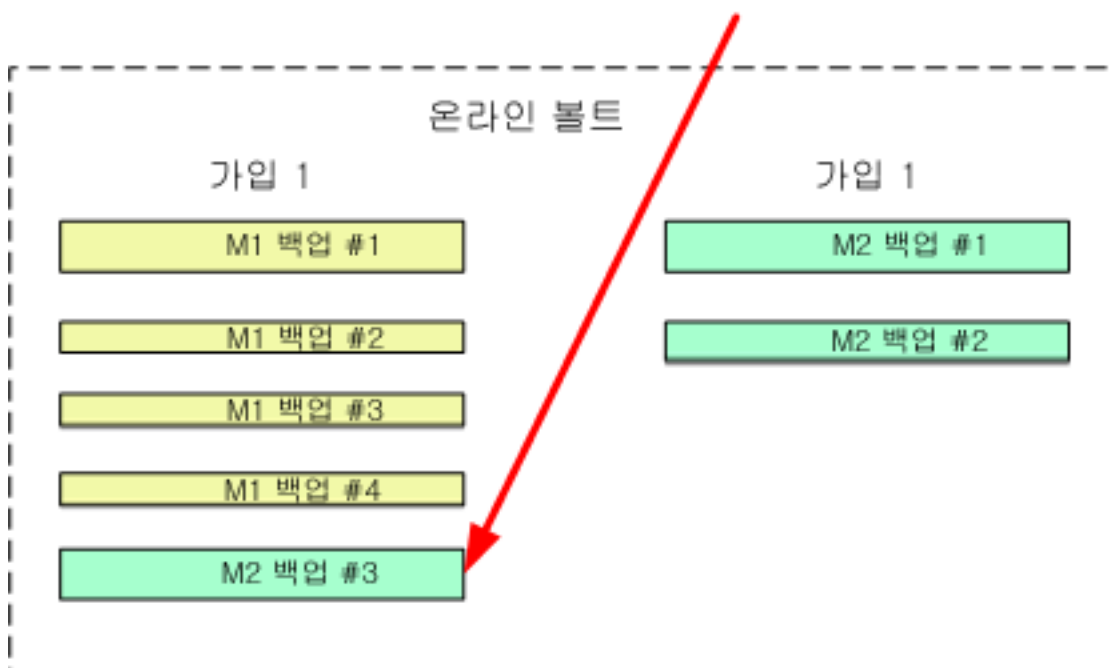 온라인 볼트
가입 1
M1 백업 #1
M1 백업 #2
M1 백업 #3
M1 백업 #4
M2 백업 #3
가입 1
M2 백업 #1
M2 백업 #2